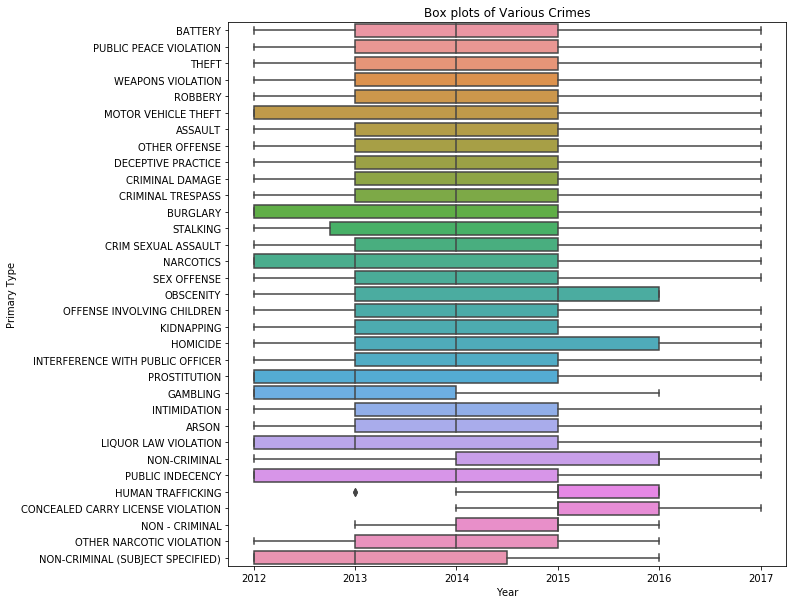 Box plots of Various Crimes
BATTERY
PUBLIC PEACE VIOLATION
THEFT
WEAPONS VIOLATION
ROBBERY
MOTOR VEHICLE THEFT
ASSAULT
OTHER OFFENSE
DECEPTIVE PRACTICE
CRIMINAL DAMAGE
CRIMINAL TRESPASS
BURGLARY
STALKING
CRIM SEXUAL ASSAULT
NARCOTICS
SEX OFFENSE
OBSCENITY
OFFENSE INVOLVING CHILDREN
KIDNAPPING
HOMICIDE
INTERFERENCE WITH PUBLIC OFFICER
PROSTITUTION
GAMBLING
INTIMIDATION
ARSON
LIQUOR LAW VIOLATION
NON-CRIMINAL
PUBLIC INDECENCY
HUMAN TRAFFICKING
CONCEALED CARRY LICENSE VIOLATION
NON - CRIMINAL
OTHER NARCOTIC VIOLATION
NON-CRIMINAL (SUBJECT SPECIFIED)
Primary Type
2012 2013 2014 2015 2016 2017
Year